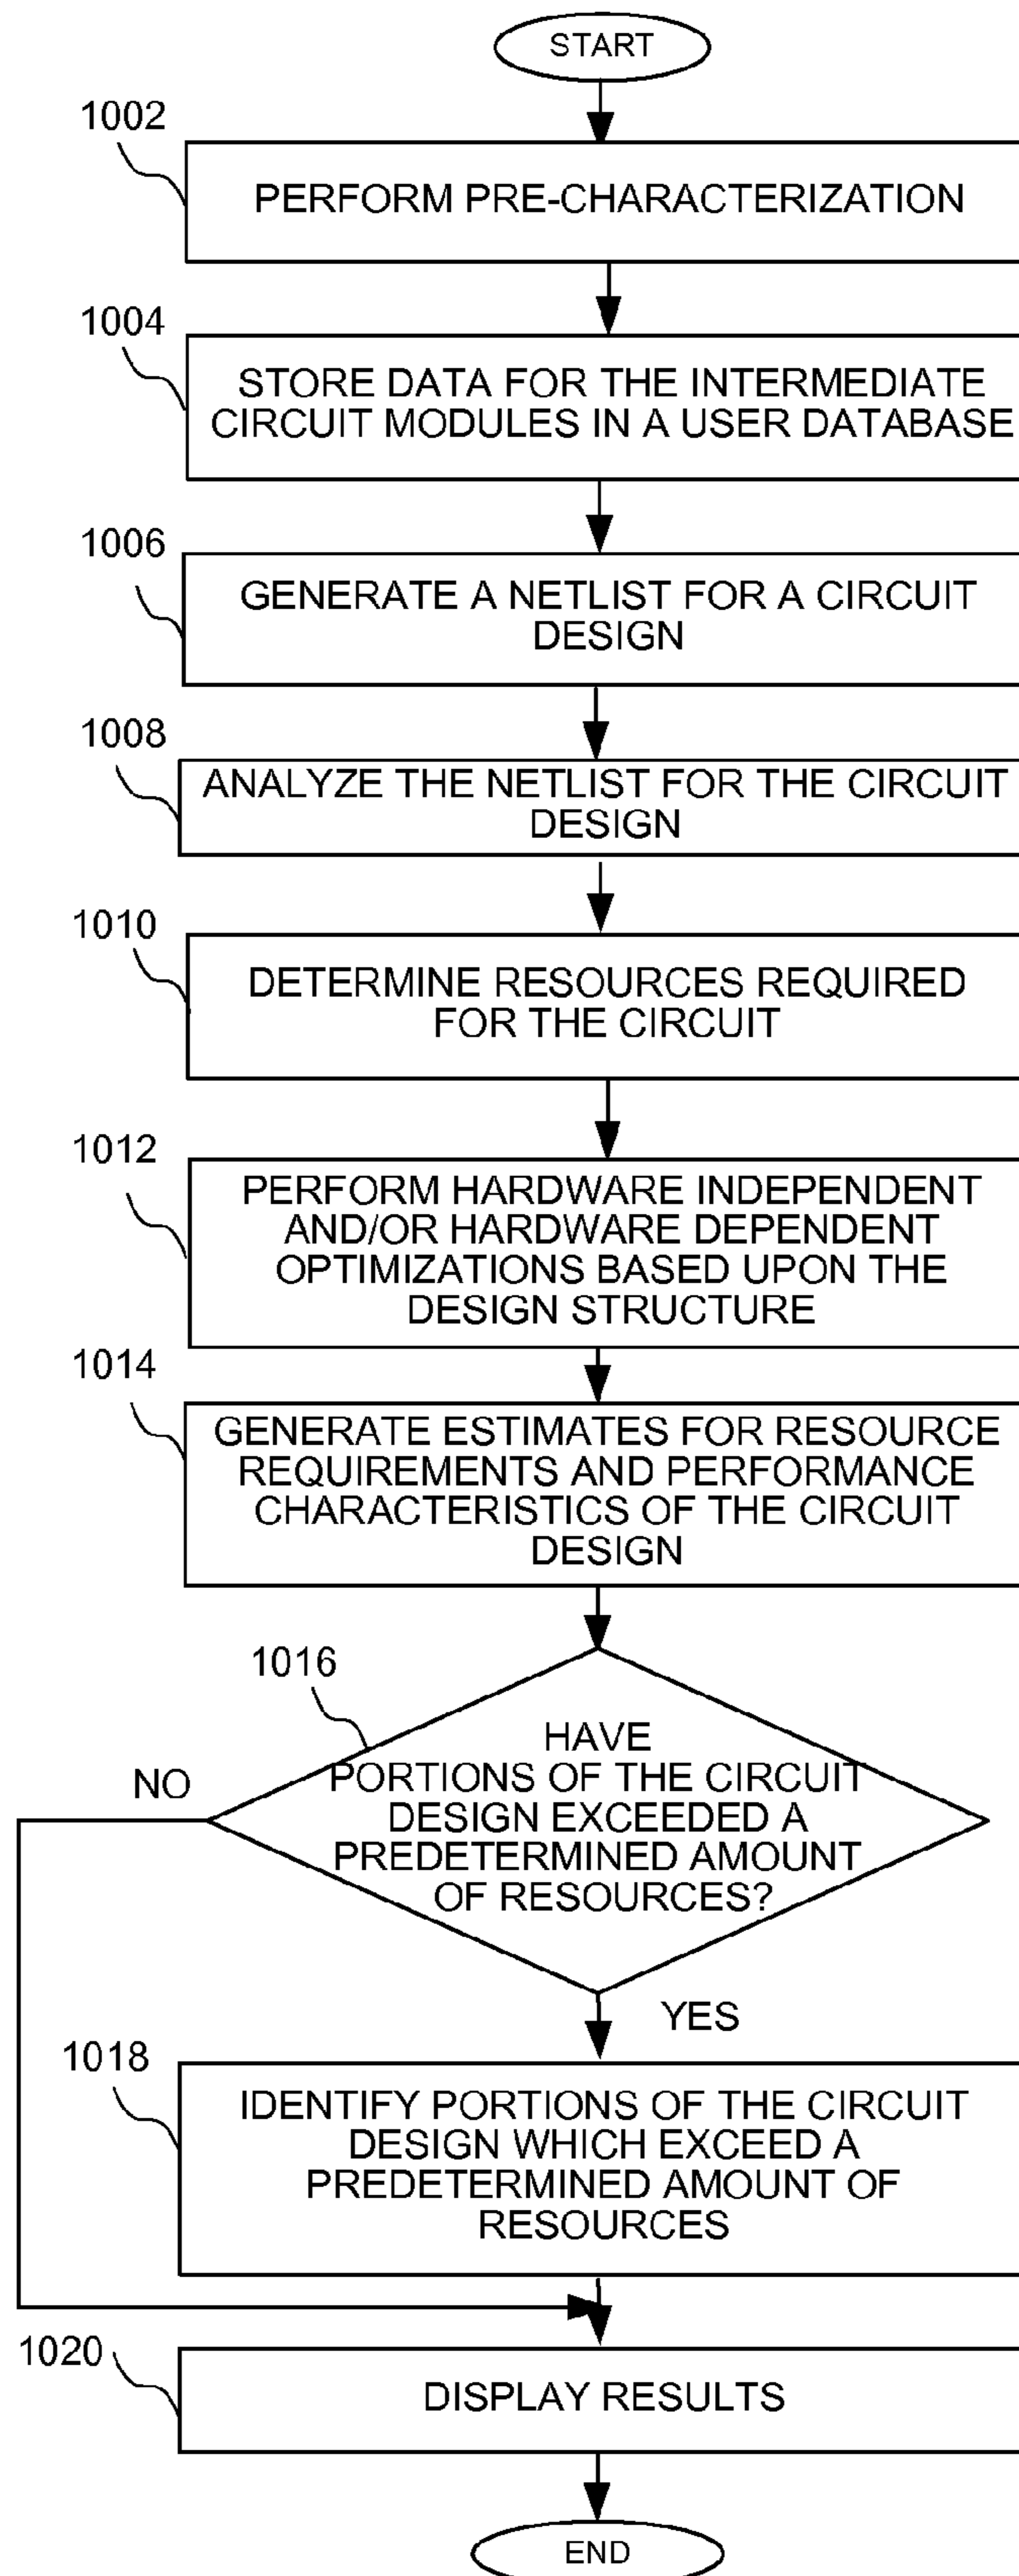 START
1002
PERFORM PRE-CHARACTERIZATION
1004
STORE DATA FOR THE INTERMEDIATE
CIRCUIT MODULES IN A USER DATABASE
1006
GENERATE A NETLIST FOR A CIRCUIT
DESIGN
1008
ANALYZE THE NETLIST FOR THE CIRCUIT
DESIGN
1010
DETERMINE RESOURCES REQUIRED
FOR THE CIRCUIT
1012
PERFORM HARDWARE INDEPENDENT
AND/OR HARDWARE DEPENDENT
OPTIMIZATIONS BASED UPON THE
DESIGN STRUCTURE
1014
GENERATE ESTIMATES FOR RESOURCE
REQUIREMENTS AND PERFORMANCE
CHARACTERISTICS OF THE CIRCUIT
DESIGN
1016
HAVE
PORTIONS OF THE CIRCUIT
DESIGN EXCEEDED A
PREDETERMINED AMOUNT
OF RESOURCES?
NO
YES
1018
IDENTIFY PORTIONS OF THE CIRCUIT
DESIGN WHICH EXCEED A
PREDETERMINED AMOUNT OF
RESOURCES
1020
DISPLAY RESULTS
END